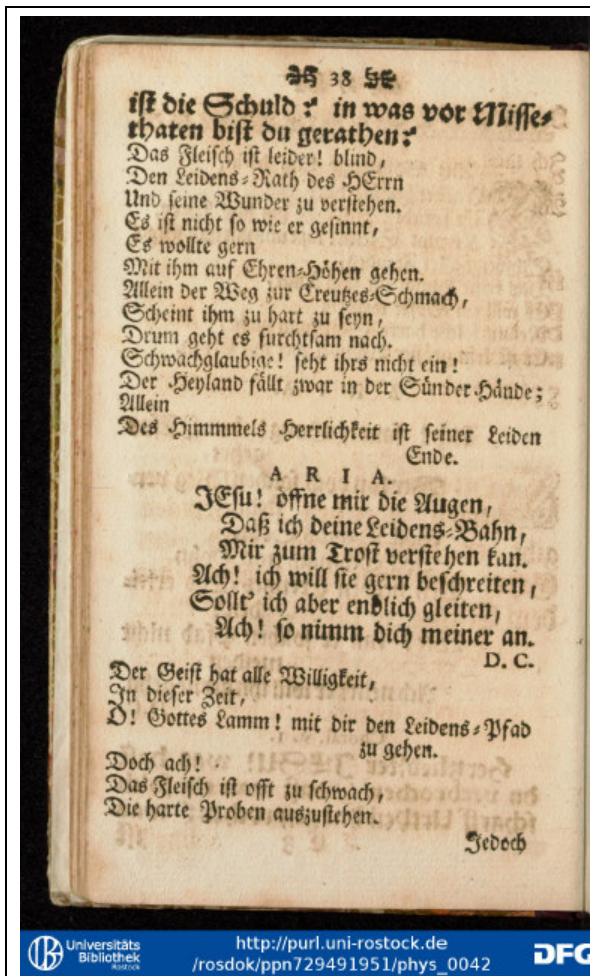 38
ist die Schuld? in was vor Misse-
thaten bist du gerathen?
Das Fleisch ist leider! blind,
Den Leidens-Rath des HErrn
Und seine Wunder zu verstehen.
Es ist nicht so wie er gesinnt,
Es wollte gern
Mit ihm auf Ehren-Höhen gehen.
Allein der Weg zur Creutzes-Schmach,
Scheint ihm zu hart zu seyn,
Drum geht es furchtsam nach.
Schwachglaubige! seht ihrs nicht ein!
Der Heyland fällt zwar in der Sünder-Hände;
Allein
Des Himmmels Herrlichkeit ist seiner Leiden
Ende.
ARIA.
JEsu! öffne mir die Augen,
Daß ich deine Leidens-Bahn,
Mir zum Trost verstehen kan.
Ach! ich will sie gern beschreiten,
Sollt' ich aber endlich gleiten,
Ach! so nimm dich meiner an.
D. C.
Der Geist hat alle Willigkeit,
In dieser Zeit,
O! Gottes Lamm! mit dir den Leidens-Pfad
zu gehen.
Doch ach!
Das Fleisch ist offt zu schwach,
Die harte Proben auszustehen.
Jedoch
Universitäts
Bibliothek
Rostock
http://purl.uni-rostock.de
/rosdok/ppn729491951/phys_0042
DFG